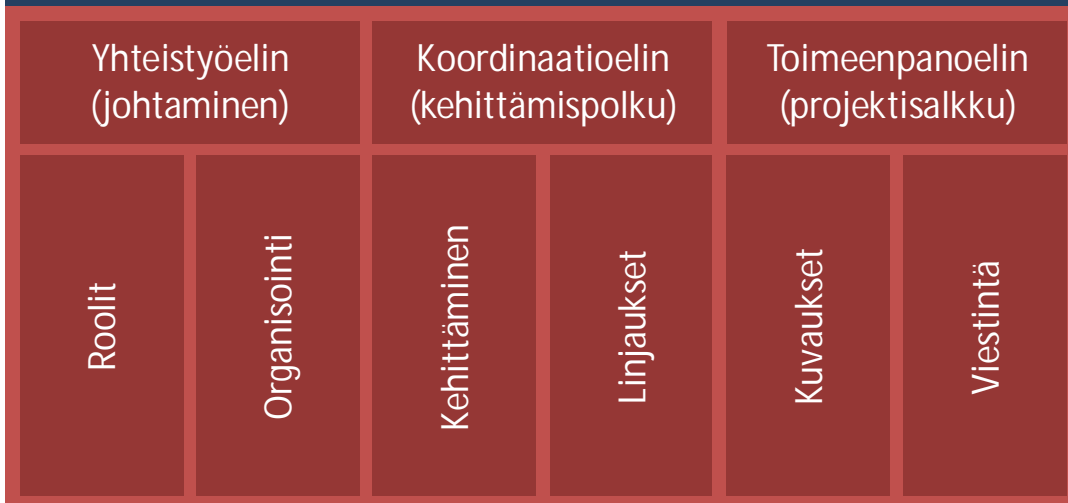 Yhteistyöelin
(johtaminen)
Koordinaatioelin
(kehittämispolku)
Toimeenpanoelin
(projektisalkku)
Roolit
Organisointi
Kehittäminen
Linjaukset
Kuvaukset
Viestintä